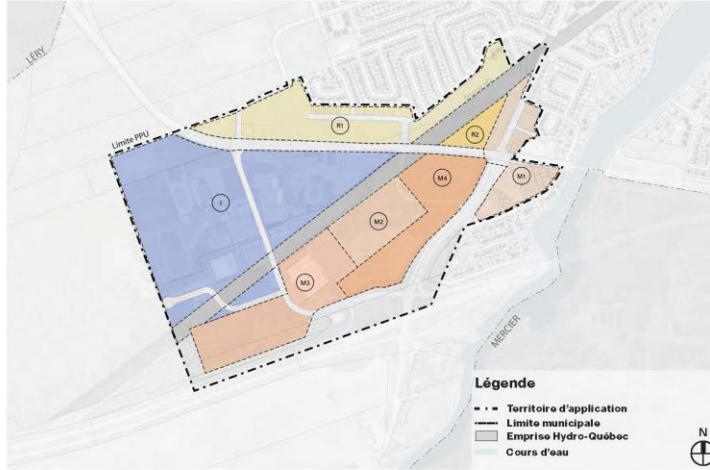 LÉRY
Limite PPU
R1
R2
M1
M4
I
M2
M3
MERCIER
Légende
Territoire d'application
Limite municipale
Emprise Hydro-Québec
Cours d'eau
N